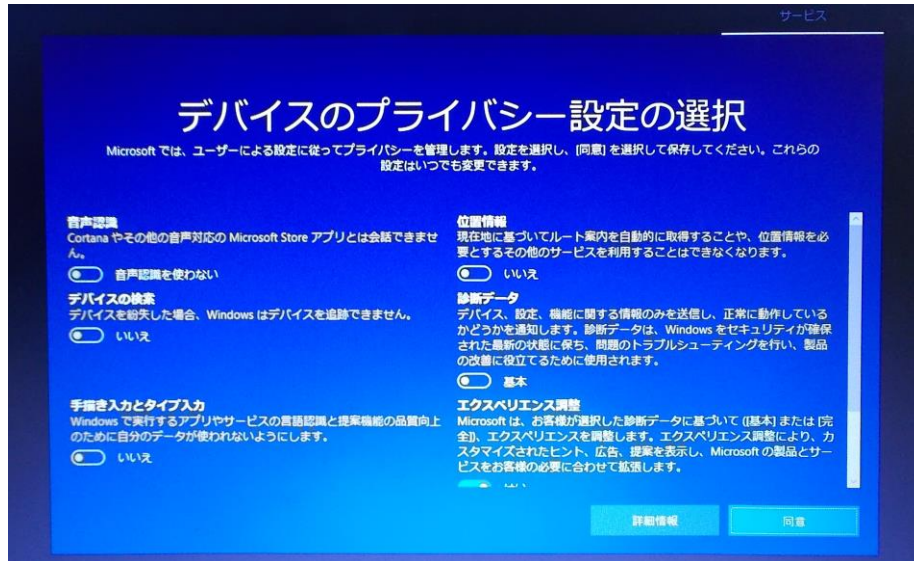 サービス
デバイスのプライバシー設定の選択
Microsoft では、ユーザーによる設定に従ってプライバシーを管理します。設定を選択し、[同意] を選択して保存してください。これらの
設定はいつでも変更できます。
音声認識
Cortana やその他の音声対応の Microsoft Store アプリとは会話できませ
ん。
音声認識を使わない
デバイスの検索
デバイスを紛失した場合、Windows はデバイスを追跡できません。
いいえ
手描き入力とタイプ入力
Windows で実行するアプリやサービスの言語認識と提案機能の品質向上
のために自分のデータが使われないようにします。
いいえ
位置情報
現在地に基づいてルート案内を自動的に取得することや、位置情報を必
要とするその他のサービスを利用することはできなくなります。
いいえ
診断データ
デバイス、設定、機能に関する情報のみを送信し、正常に動作している
かどうかを通知します。診断データは、Windows をセキュリティが確保
された最新の状態に保ち、問題のトラブルシューティングを行い、製品
の改善に役立てるために使用されます。
基本
エクスペリエンス調整
Microsoft は、お客様が選択した診断データに基づいて ([基本] または [完
全])、エクスペリエンスを調整します。エクスペリエンス調整により、カ
スタマイズされたヒント、広告、提案を表示し、Microsoft の製品とサー
ビスをお客様の必要に合わせて拡張します。
はい
詳細情報
同意